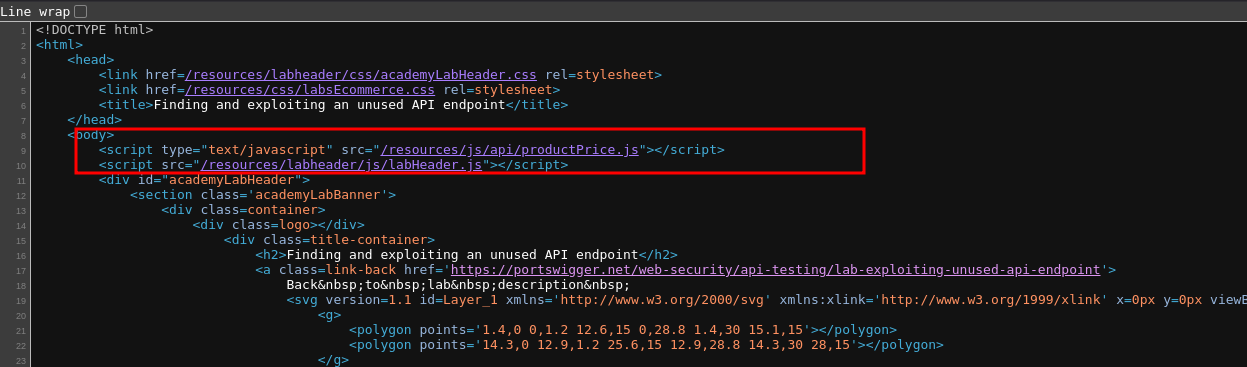 Line wrap
1 <!DOCTYPE html>
2 <html>
3 <head>
4 <link href=/resources/labheader/css/academyLabHeader.css rel=stylesheet>
5 <link href=/resources/css/labsEcommerce.css rel=stylesheet>
6 <title>Finding and exploiting an unused API endpoint</title>
7 </head>
8 <body>
9 <script type="text/javascript" src="/resources/js/api/productPrice.js"></script>
10 <script src="/resources/labheader/js/labHeader.js"></script>
11 <div id="academyLabHeader">
12 <section class='academyLabBanner'>
13 <div class=container>
14 <div class=logo></div>
15 <div class=title-container>
16 <h2>Finding and exploiting an unused API endpoint</h2>
17 <a class=link-back href='https://portswigger.net/web-security/api-testing/lab-exploiting-unused-api-endpoint'>
18 Back&nbsp;to&nbsp;lab&nbsp;description&nbsp;
19 <svg version=1.1 id=Layer_1 xmlns='http://www.w3.org/2000/svg' xmlns:xlink='http://www.w3.org/1999/xlink' x=0px y=0px viewB
20 <g>
21 <polygon points='1.4,0 0,1.2 12.6,15 0,28.8 1.4,30 15.1,15'></polygon>
22 <polygon points='14.3,0 12.9,1.2 25.6,15 12.9,28.8 14.3,30 28,15'></polygon>
23 </g>